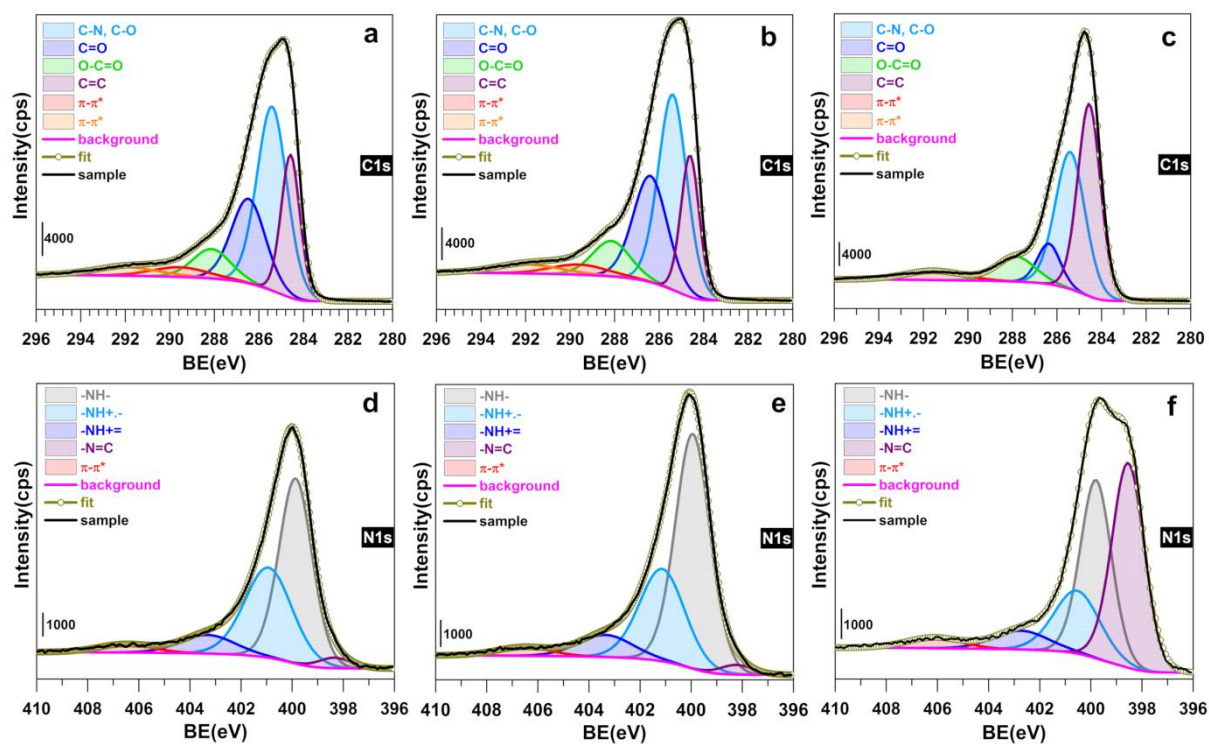 a
C-N, C-O
C=O
O-C=O
C=C
π-π*
π-π*
background
fit
sample
C1s
4000
Intensity(cps)
296 294 292 290 288 286 284 282 280
BE(eV)
b
C-N, C-O
C=O
O-C=O
C=C
π-π*
π-π*
background
fit
sample
C1s
4000
Intensity(cps)
296 294 292 290 288 286 284 282 280
BE(eV)
c
C-N, C-O
C=O
O-C=O
C=C
π-π*
π-π*
background
fit
sample
C1s
4000
Intensity(cps)
296 294 292 290 288 286 284 282 280
BE(eV)
d
-NH-
-NH+.-
-NH+=
-N=C
π-π*
background
fit
sample
N1s
1000
Intensity(cps)
410 408 406 404 402 400 398 396
BE(eV)
e
-NH-
-NH+.-
-NH+=
-N=C
π-π*
background
fit
sample
N1s
1000
Intensity(cps)
410 408 406 404 402 400 398 396
BE(eV)
f
-NH-
-NH+.-
-NH+=
-N=C
π-π*
background
fit
sample
N1s
1000
Intensity(cps)
410 408 406 404 402 400 398 396
BE(eV)